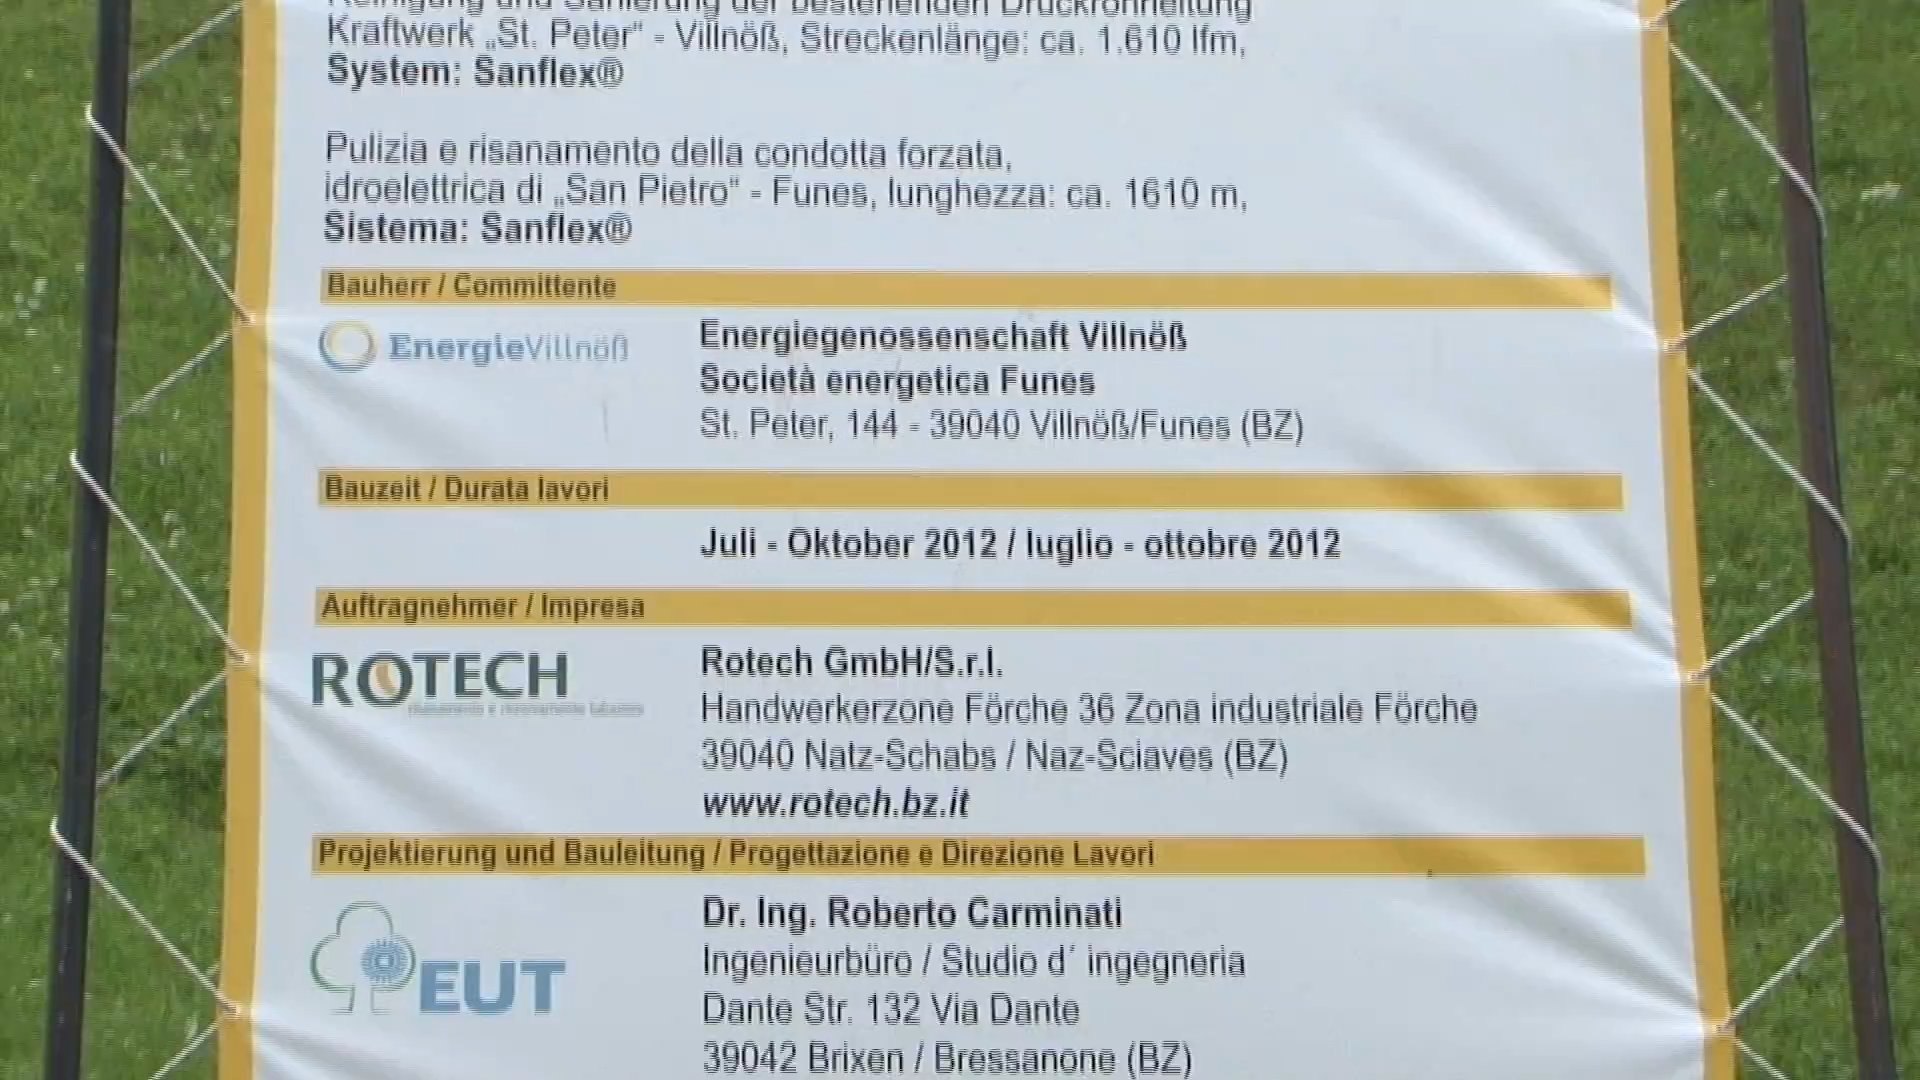 Reinigung und Sanierung der bestehenden Druckrohrleitung
Kraftwerk „St. Peter“ - Villnöß, Streckenlänge: ca. 1.610 lfm,
System: Sanflex®
Pulizia e risanamento della condotta forzata,
idroelettrica di „San Pietro“ - Funes, lunghezza: ca. 1610 m,
Sistema: Sanflex®
Bauherr / Committente
EnergieVillnöß
Energiegenossenschaft Villnöß
Società energetica Funes
St. Peter, 144 - 39040 Villnöß/Funes (BZ)
Bauzeit / Durata lavori
Juli - Oktober 2012 / luglio - ottobre 2012
Auftragnehmer / Impresa
ROTECH
Rotech GmbH/S.r.l.
Handwerkerzone Förche 36 Zona industriale Förche
39040 Natz-Schabs / Naz-Sciaves (BZ)
www.rotech.bz.it
Projektierung und Bauleitung / Progettazione e Direzione Lavori
EUT
Dr. Ing. Roberto Carminati
Ingenieurbüro / Studio d´ ingegneria
Dante Str. 132 Via Dante
39042 Brixen / Bressanone (BZ)